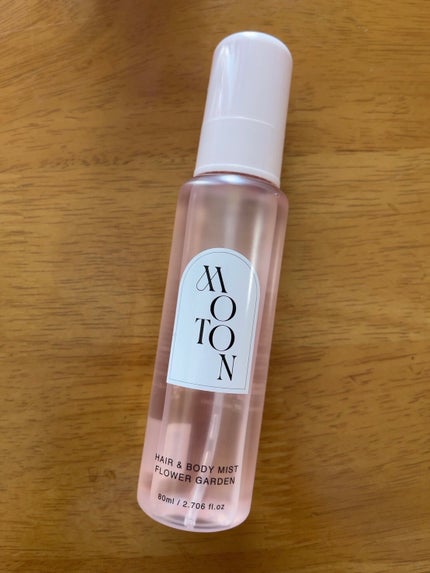 MOTON
HAIR & BODY MIST
FLOWER GARDEN
80ml / 2.706 fl.oz